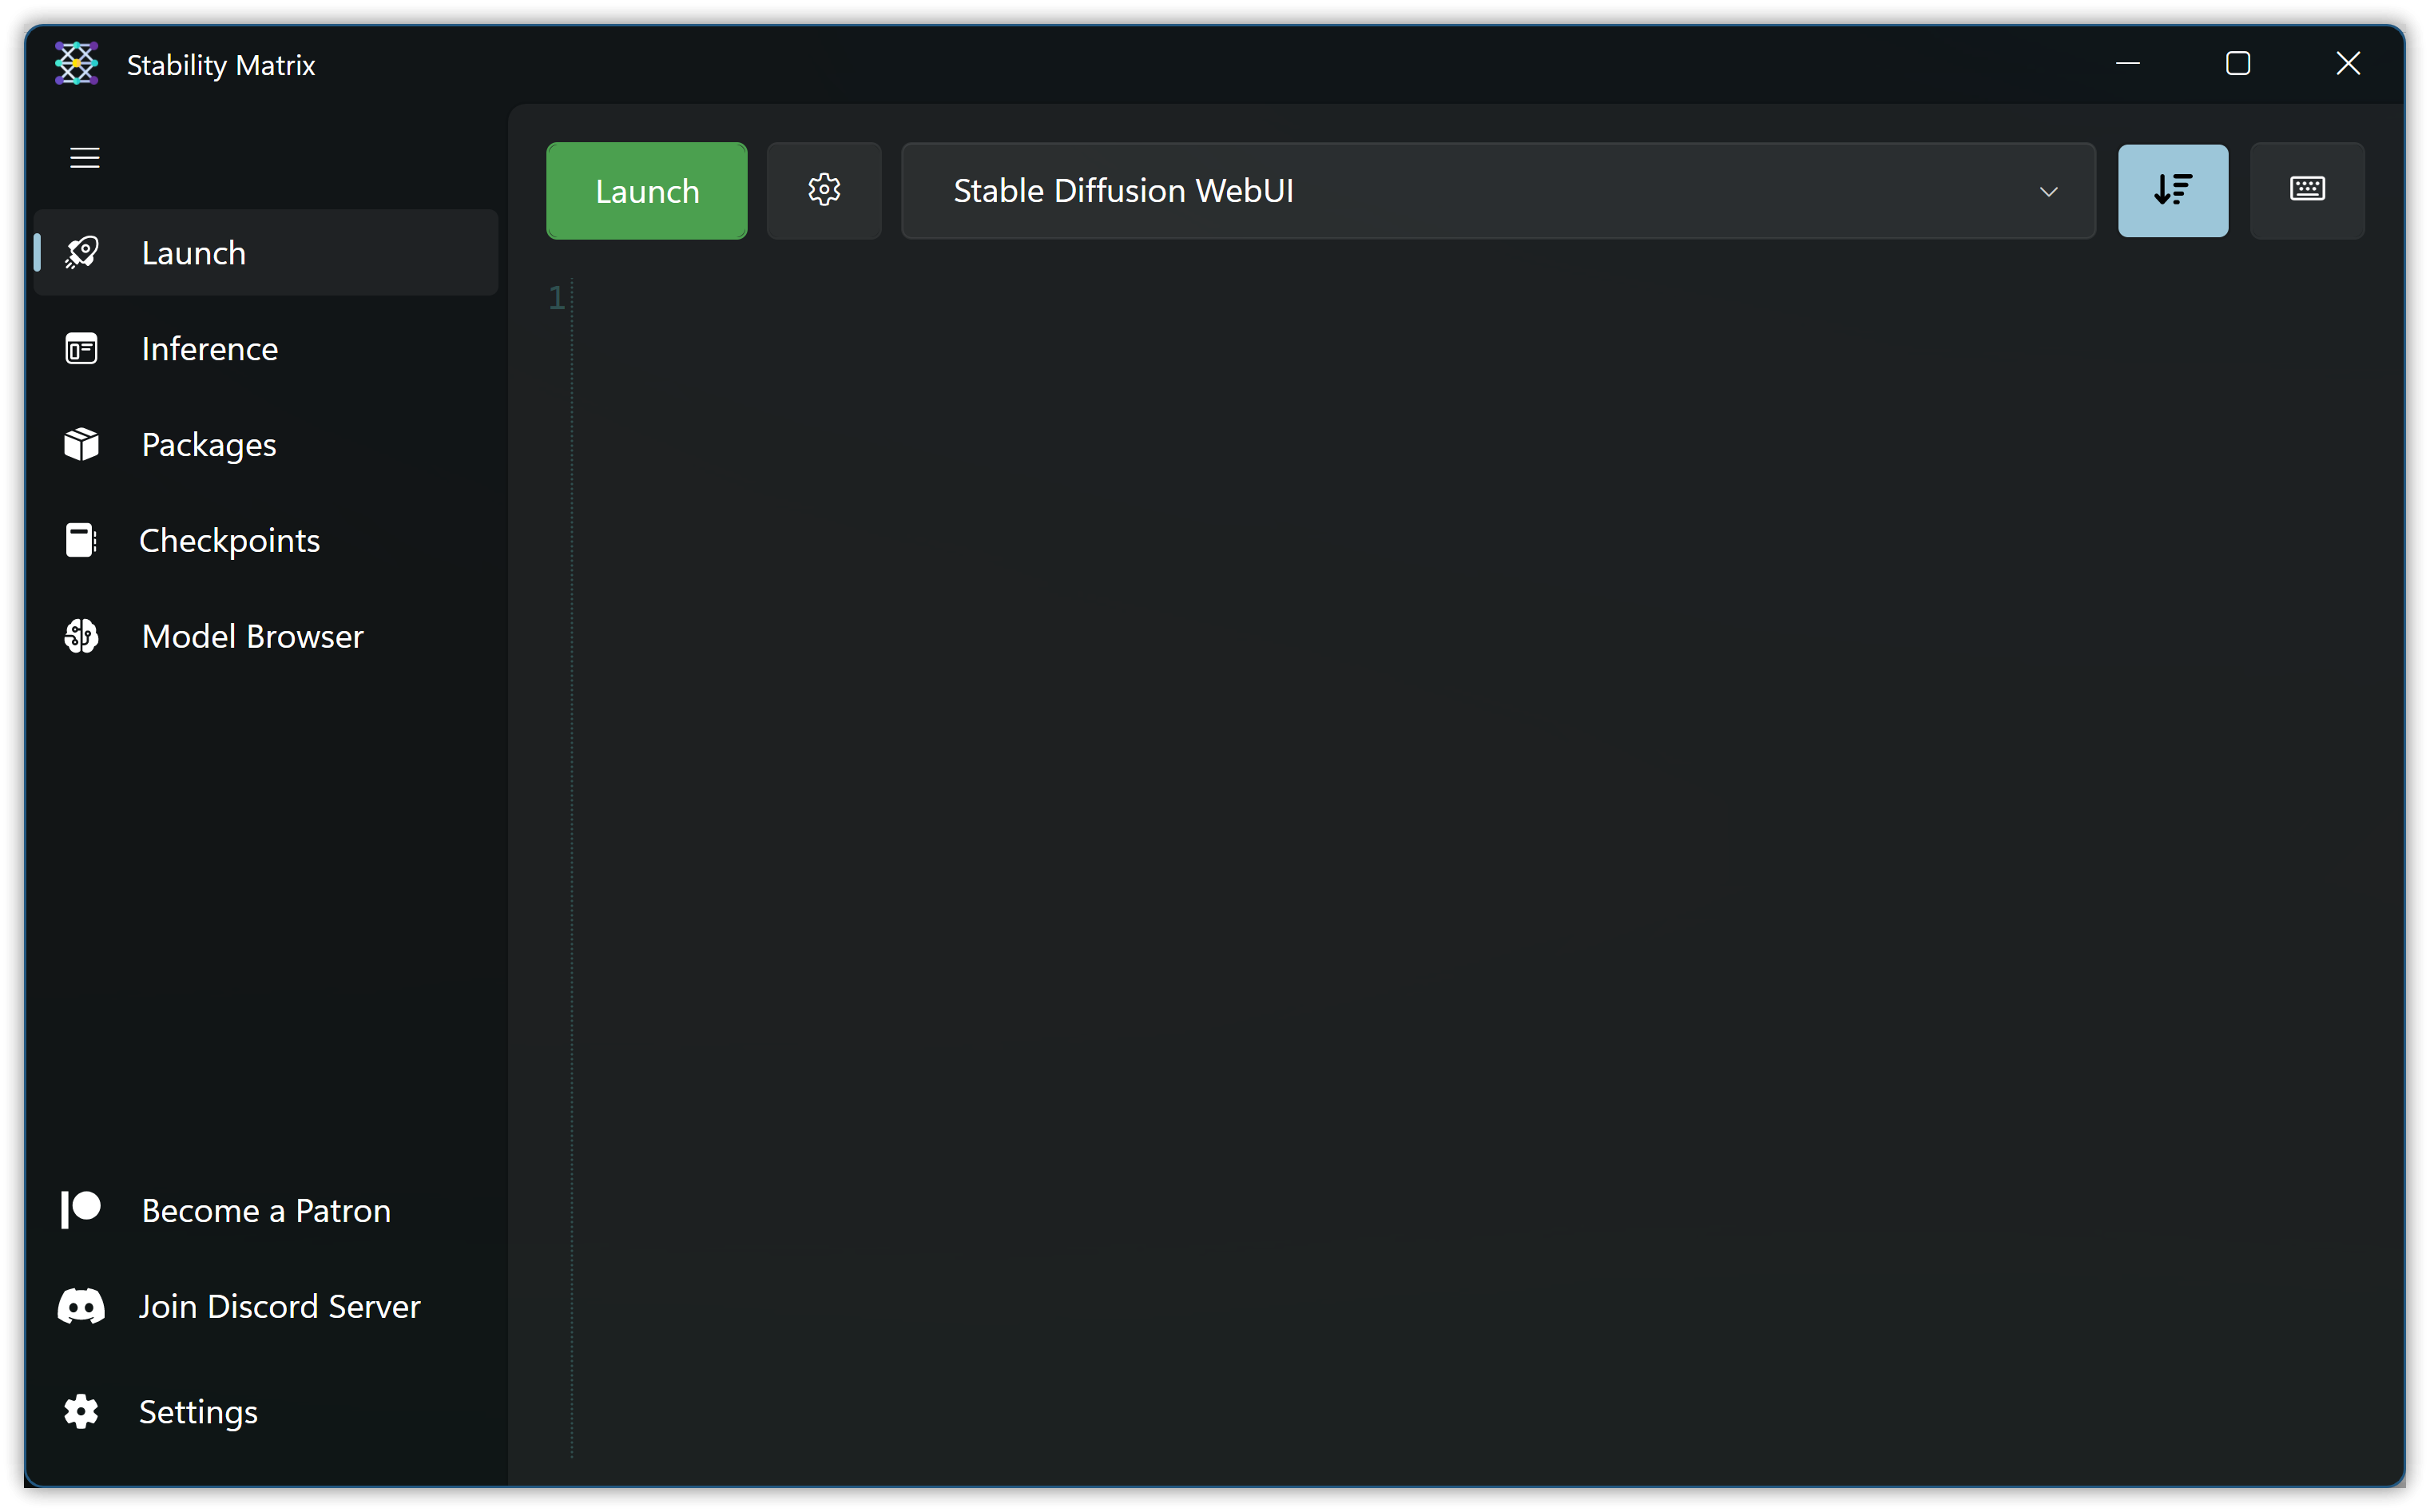 Stability Matrix
Launch
Inference
Packages
Checkpoints
Model Browser
Become a Patron
Join Discord Server
Settings
Launch
Stable Diffusion WebUI
1